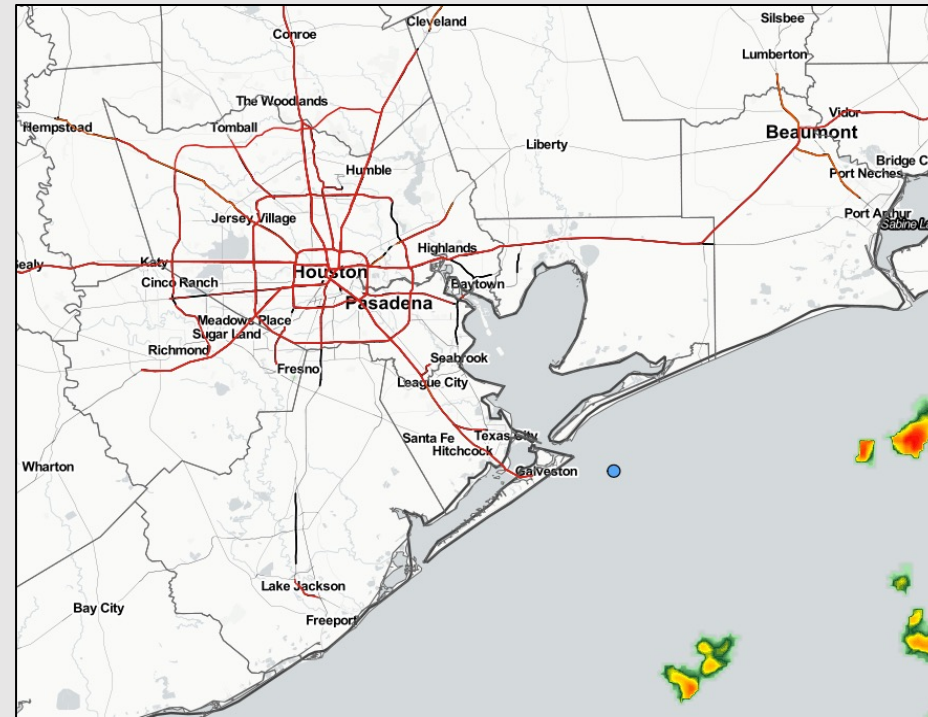 Silsbee
Cleveland
Conroe
Lumberton
The Woodlands
Vidor
Hempstead
Tomball
Beaumont
Liberty
Bridge C
Humble
Port Neches
Port Arthur
Jersey Village
Sabine La
Highlands
Sealy
Katy
Houston
Cinco Ranch
Baytown
Pasadena
Meadows Place
Sugar Land
Richmond
Seabrook
Fresno
League City
Santa Fe
Texas City
Hitchcock
Wharton
Galveston
Lake Jackson
Bay City
Freeport